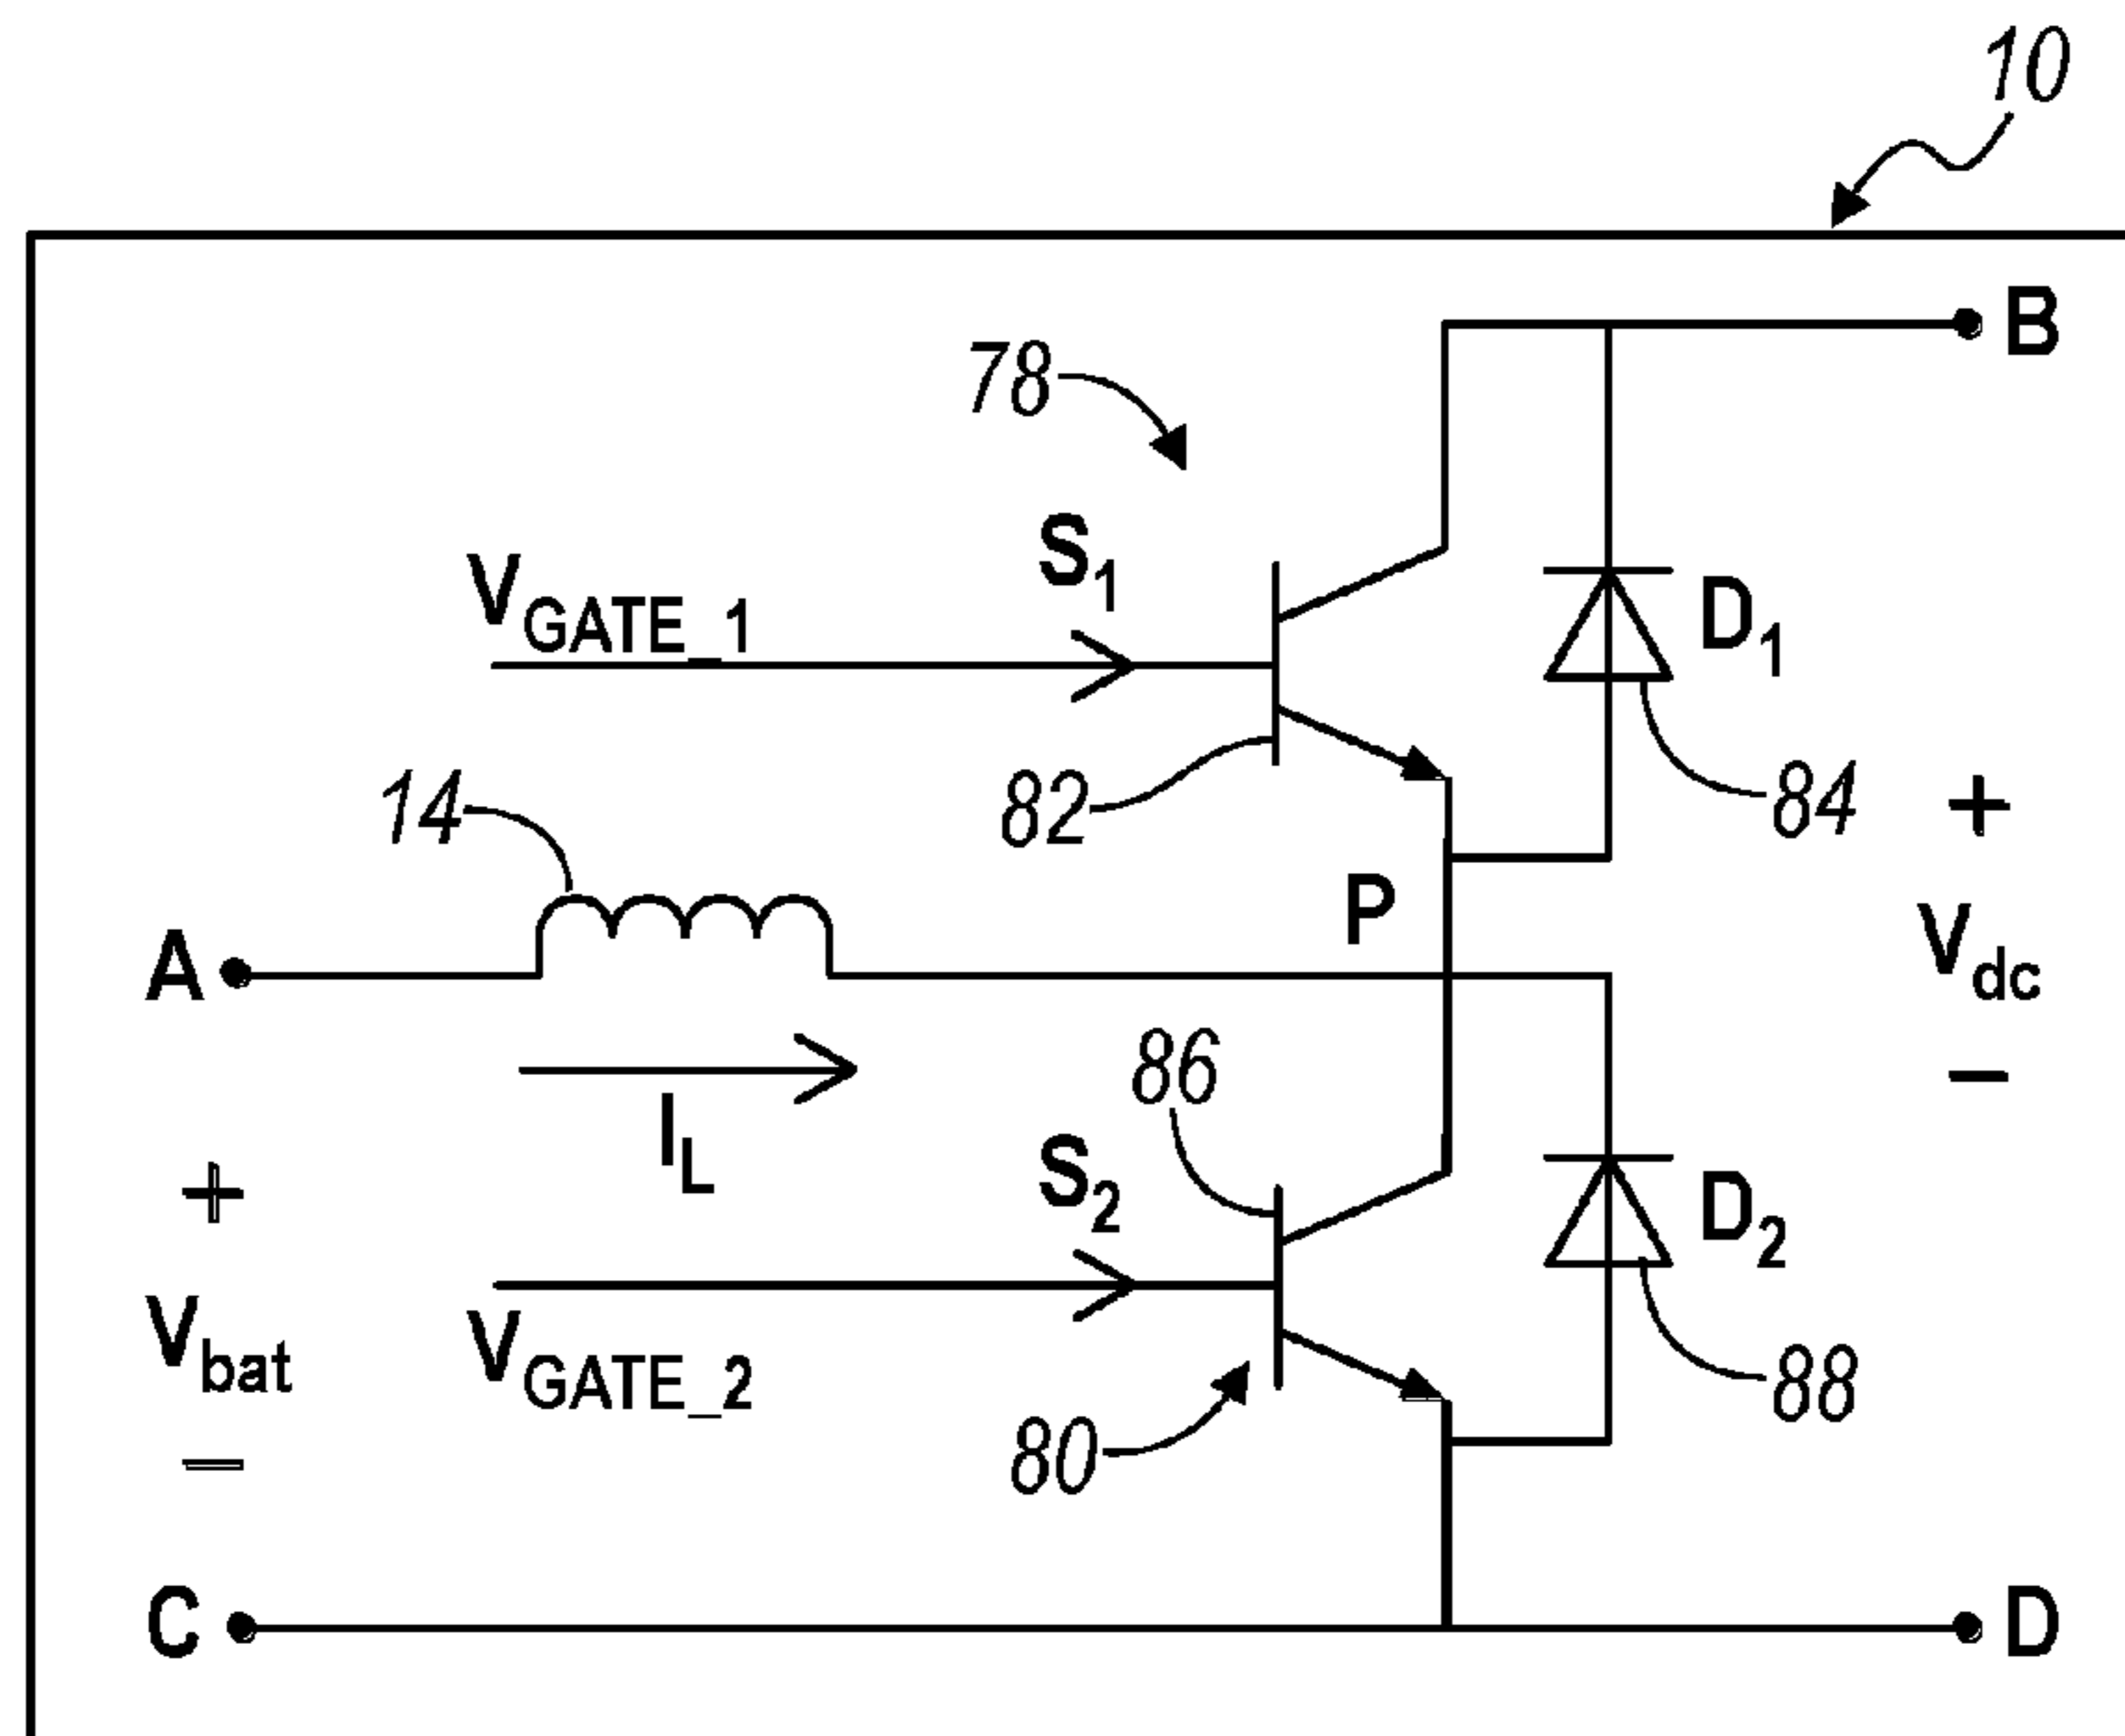 10
B
78
S1
VGATE_1
D1
82
84
14
+
P
A
Vdc
86
−
IL
S2
+
D2
Vbat
VGATE_2
88
80
−
C
D